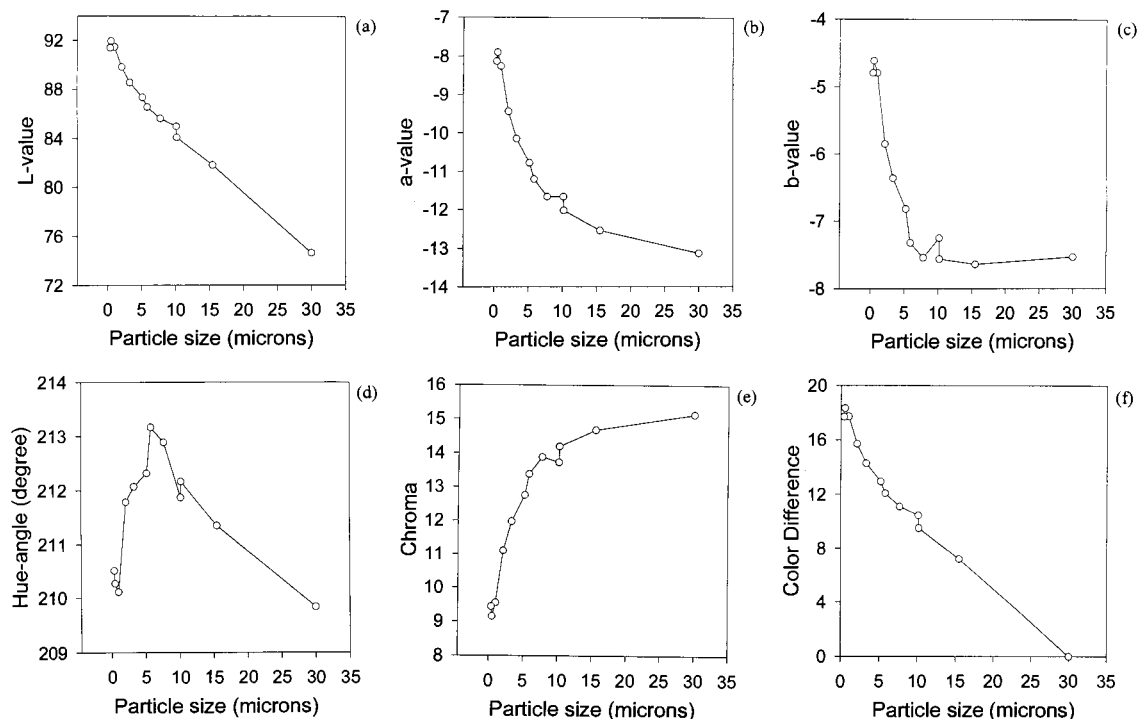 (a)
92
88
84
80
76
72
L-value
0 5 10 15 20 25 30 35
Particle size (microns)
(b)
-7
-8
-9
-10
-11
-12
-13
-14
a-value
0 5 10 15 20 25 30 35
Particle size (microns)
(c)
-4
-5
-6
-7
-8
b-value
0 5 10 15 20 25 30 35
Particle size (microns)
(d)
214
213
212
211
210
209
Hue-angle (degree)
0 5 10 15 20 25 30 35
Particle size (microns)
(e)
16
15
14
13
12
11
10
9
8
Chroma
0 5 10 15 20 25 30 35
Particle size (microns)
(f)
20
16
12
8
4
0
Color Difference
0 5 10 15 20 25 30 35
Particle size (microns)